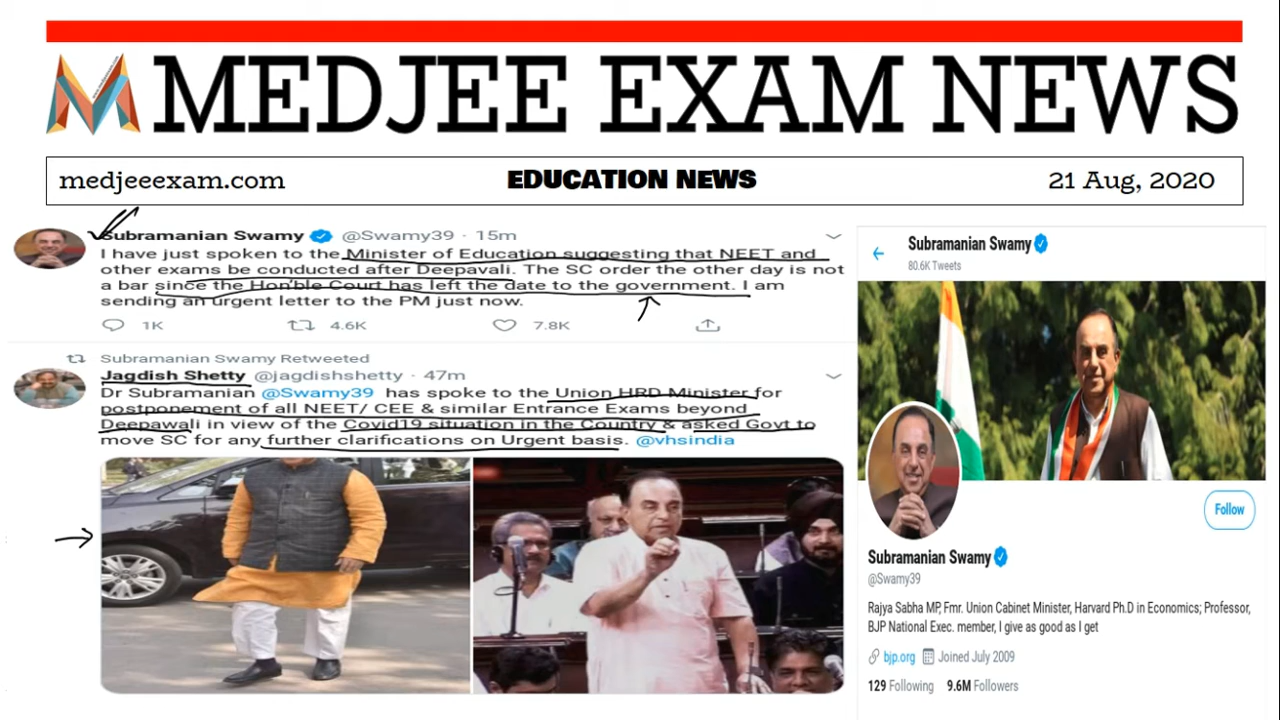 MEDJEE EXAM NEWS
medjeeexam.com EDUCATION NEWS 21 Aug, 2020
Subramanian Swamy @Swamy39 · 15m
I have just spoken to the Minister of Education suggesting that NEET and
other exams be conducted after Deepavali. The SC order the other day is not
a bar since the Hon'ble Court has left the date to the government. I am
sending an urgent letter to the PM just now.
1K 4.6K 7.8K
Subramanian Swamy Retweeted
Jagdish Shetty @jagdishshetty · 47m
Dr Subramanian @Swamy39 has spoke to the Union HRD Minister for
postponement of all NEET/ CEE & similar Entrance Exams beyond
Deepawali in view of the Covid19 situation in the Country & asked Govt to
move SC for any further clarifications on Urgent basis. @vhsindia
Subramanian Swamy
80.6K Tweets
Follow
Subramanian Swamy
@Swamy39
Rajya Sabha MP, Fmr. Union Cabinet Minister, Harvard Ph.D in Economics; Professor,
BJP National Exec. member, I give as good as I get
bjp.org Joined July 2009
129 Following 9.6M Followers